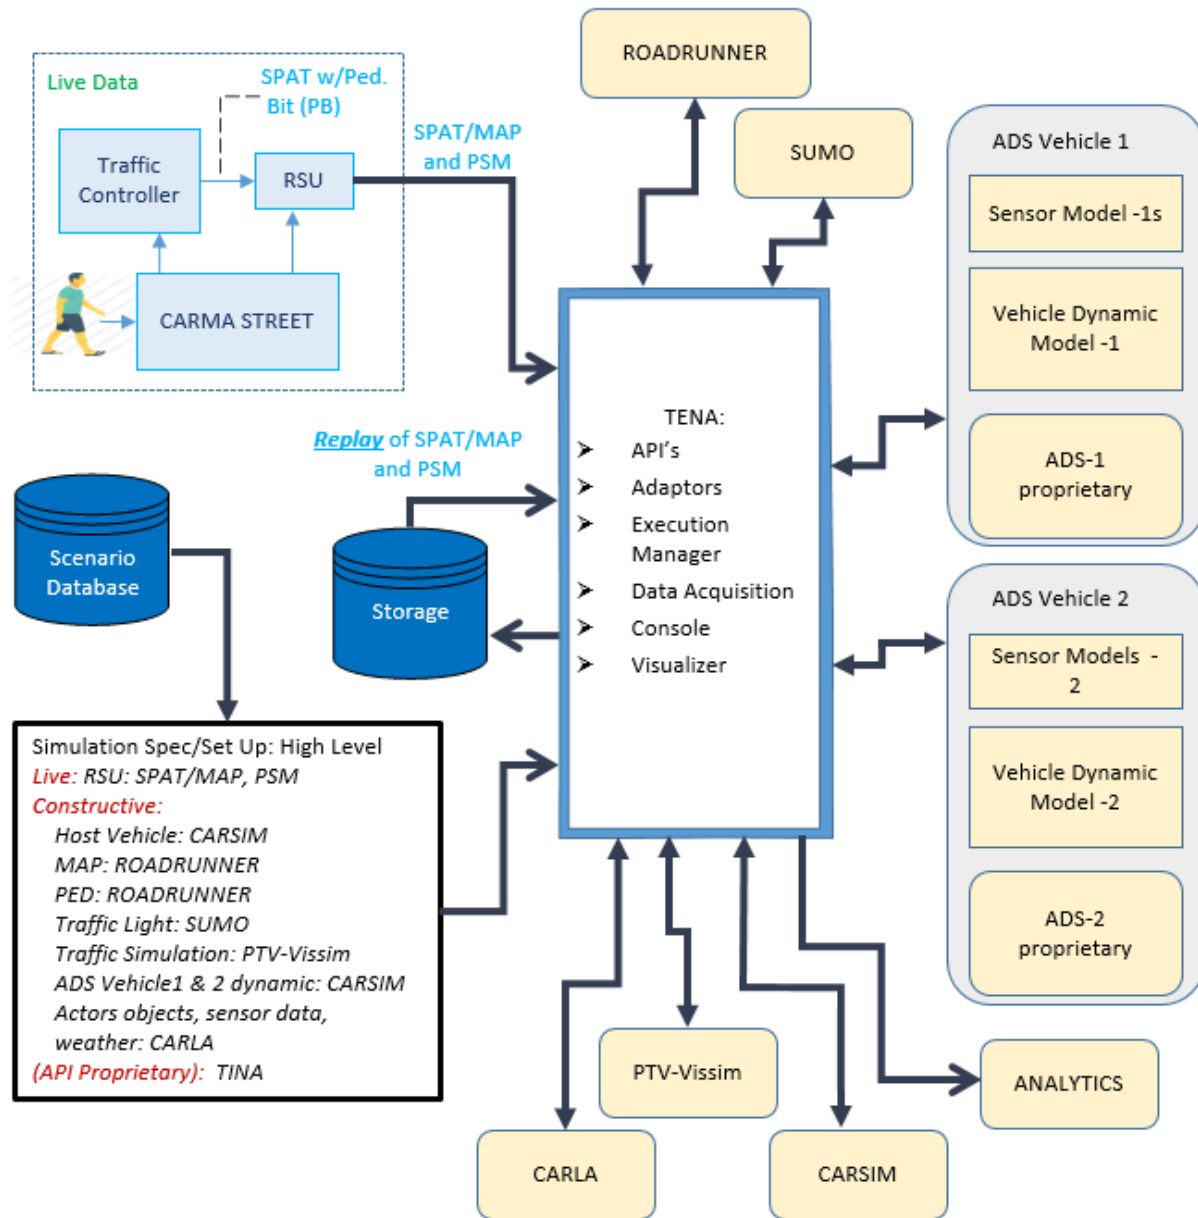 Live Data
SPAT w/Ped.
Bit (PB)
Traffic
Controller
RSU
CARMA STREET
SPAT/MAP
and PSM
ROADRUNNER
SUMO
ADS Vehicle 1
Sensor Model -1s
Vehicle Dynamic
Model -1
ADS-1
proprietary
Replay of SPAT/MAP
and PSM
Scenario
Database
Storage
TENA:
➤ API's
➤ Adaptors
➤ Execution
Manager
➤ Data Acquisition
➤ Console
➤ Visualizer
ADS Vehicle 2
Sensor Models -
2
Vehicle Dynamic
Model -2
ADS-2
proprietary
Simulation Spec/Set Up: High Level
Live: RSU: SPAT/MAP, PSM
Constructive:
Host Vehicle: CARSIM
MAP: ROADRUNNER
PED: ROADRUNNER
Traffic Light: SUMO
Traffic Simulation: PTV-Vissim
ADS Vehicle1 & 2 dynamic: CARSIM
Actors objects, sensor data,
weather: CARLA
(API Proprietary): TINA
PTV-Vissim
ANALYTICS
CARLA
CARSIM